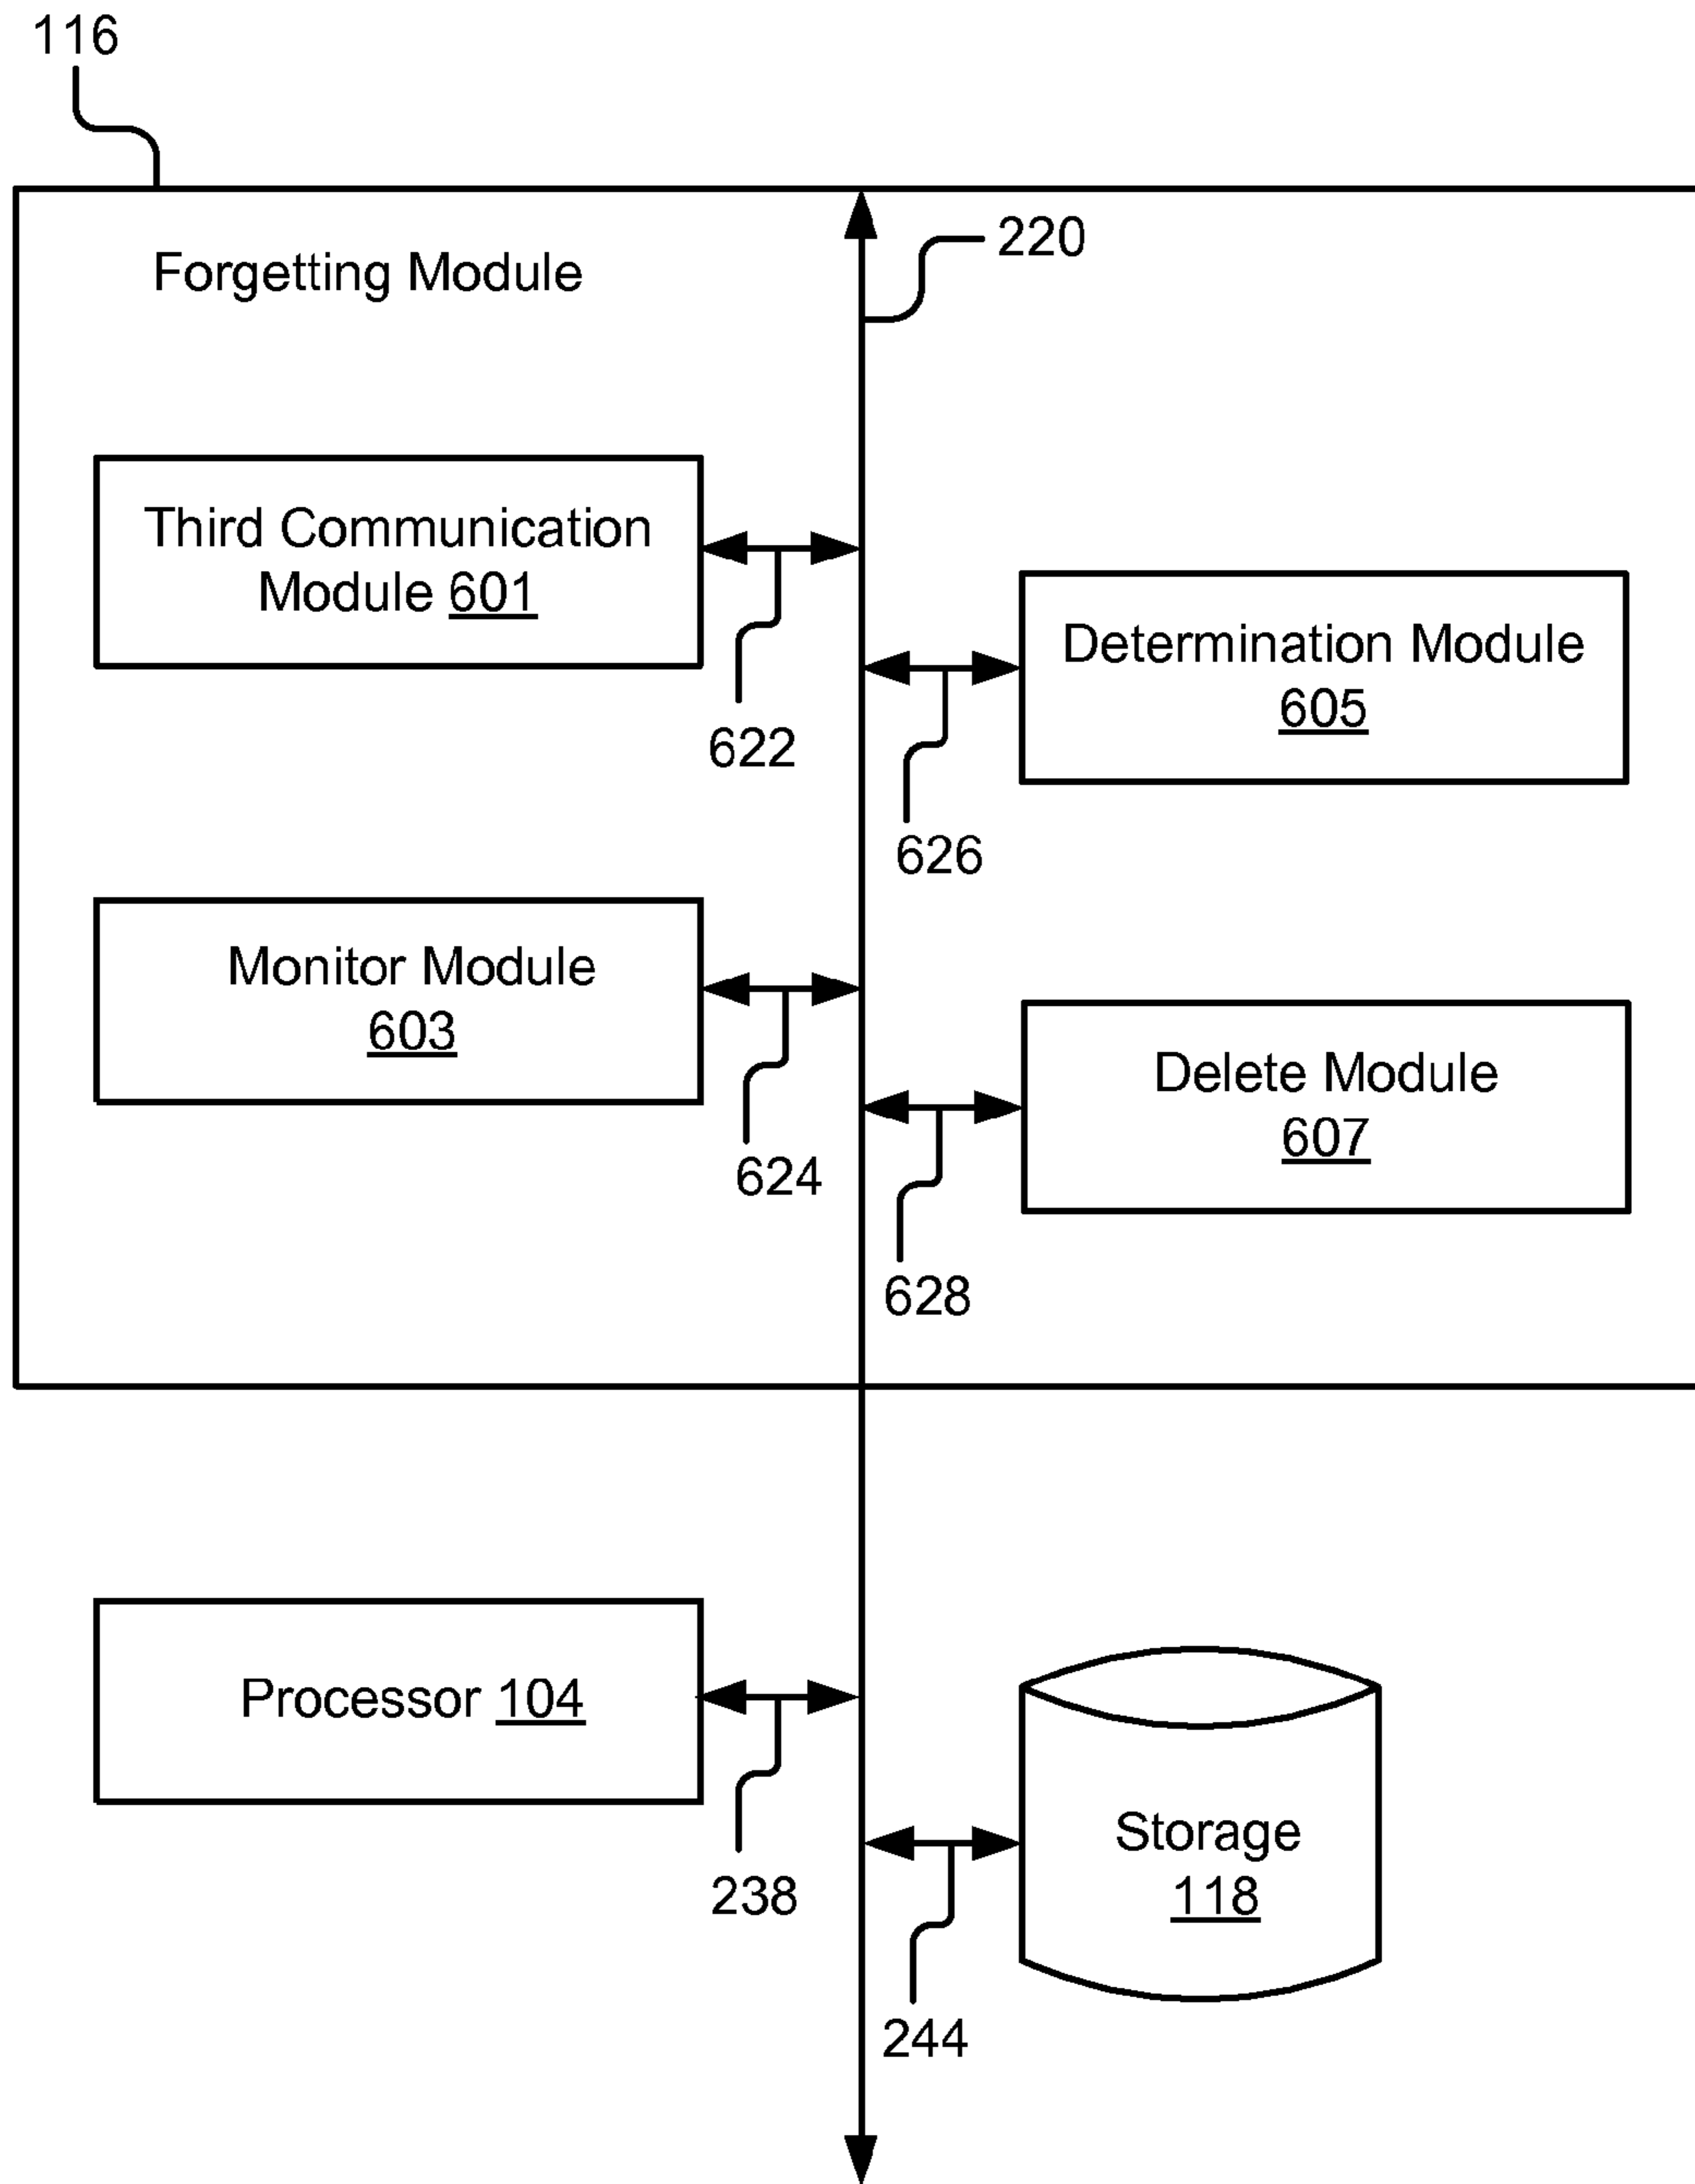 116
220
Forgetting Module
Third Communication
Module 601
622
Determination Module
605
626
Monitor Module
603
624
Delete Module
607
628
Processor 104
238
Storage
118
244